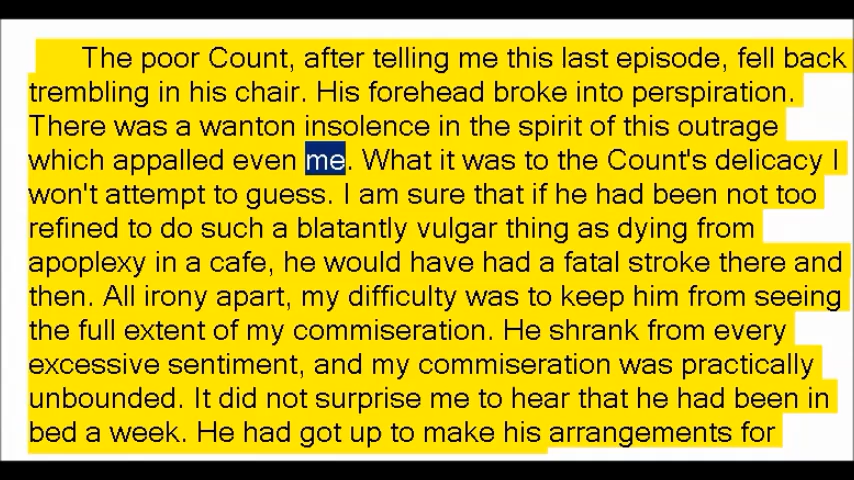 The poor Count, after telling me this last episode, fell back
trembling in his chair. His forehead broke into perspiration.
There was a wanton insolence in the spirit of this outrage
which appalled even me. What it was to the Count's delicacy I
won't attempt to guess. I am sure that if he had been not too
refined to do such a blatantly vulgar thing as dying from
apoplexy in a cafe, he would have had a fatal stroke there and
then. All irony apart, my difficulty was to keep him from seeing
the full extent of my commiseration. He shrank from every
excessive sentiment, and my commiseration was practically
unbounded. It did not surprise me to hear that he had been in
bed a week. He had got up to make his arrangements for